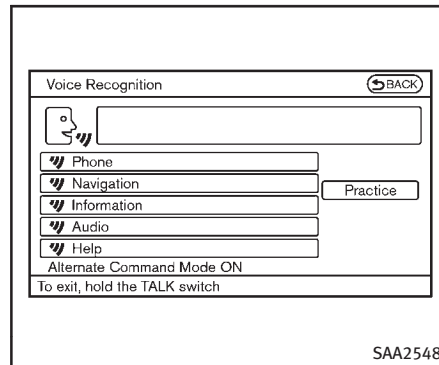 Voice Recognition BACK
Phone
Navigation
Practice
Information
Audio
Help
Alternate Command Mode ON
To exit, hold the TALK switch
SAA2548